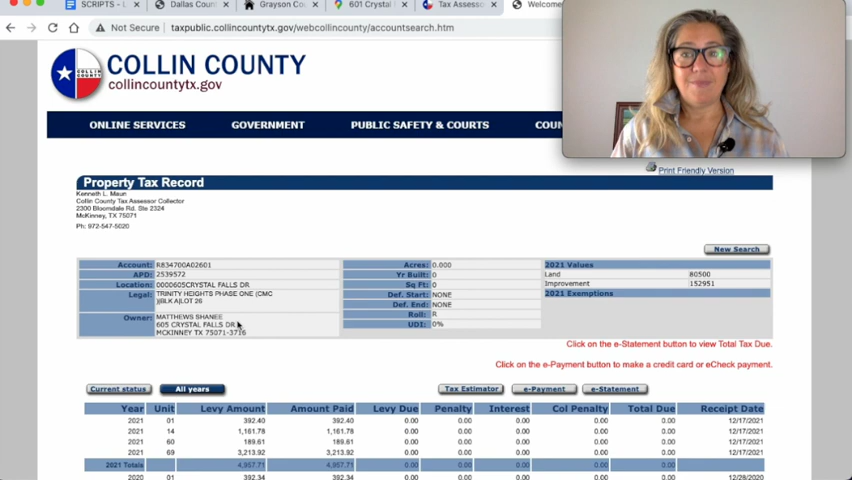 SCRIPTS - L
Dallas County
Grayson Co
601 Crystal
Tax Assesso
Welcome
Not Secure
taxpublic.collincountytx.gov/webcollincounty/accountsearch.htm
COLLIN COUNTY
collincountytx.gov
COLLIN
ONLINE SERVICES GOVERNMENT PUBLIC SAFETY & COURTS COUN
Print Friendly Version
Property Tax Record
Kenneth L. Maun
Collin County Tax Assessor Collector
2300 Bloomdale Rd. Ste 2324
McKinney, TX 75071
Ph: 972-547-5020
New Search
Account: R834700A02601 Acres: 0.000 2021 Values
APD: 2539572 Yr Built: 0 Land 80500
Location: 0000605CRYSTAL FALLS DR Sq Ft: 0 Improvement 152951
Legal: TRINITY HEIGHTS PHASE ONE (CMC Def. Start: NONE 2021 Exemptions
)|BLK A|LOT 26 Def. End: NONE
Owner: MATTHEWS SHANEE Roll: R
605 CRYSTAL FALLS DR UDI: 0%
MCKINNEY TX 75071-3716
Click on the e-Statement button to view Total Tax Due.
Click on the e-Payment button to make a credit card or eCheck payment.
Current status All years Tax Estimator e-Payment e-Statement
Year Unit Levy Amount Amount Paid Levy Due Penalty Interest Col Penalty Total Due Receipt Date
2021 01 392.40 392.40 0.00 0.00 0.00 0.00 0.00 12/17/2021
2021 14 1,161.78 1,161.78 0.00 0.00 0.00 0.00 0.00 12/17/2021
2021 60 189.61 189.61 0.00 0.00 0.00 0.00 0.00 12/17/2021
2021 69 3,213.92 3,213.92 0.00 0.00 0.00 0.00 0.00 12/17/2021
2021 Totals 4,957.71 4,957.71 0.00 0.00 0.00 0.00 0.00
2020 01 392.34 392.34 0.00 0.00 0.00 0.00 0.00 12/28/2020